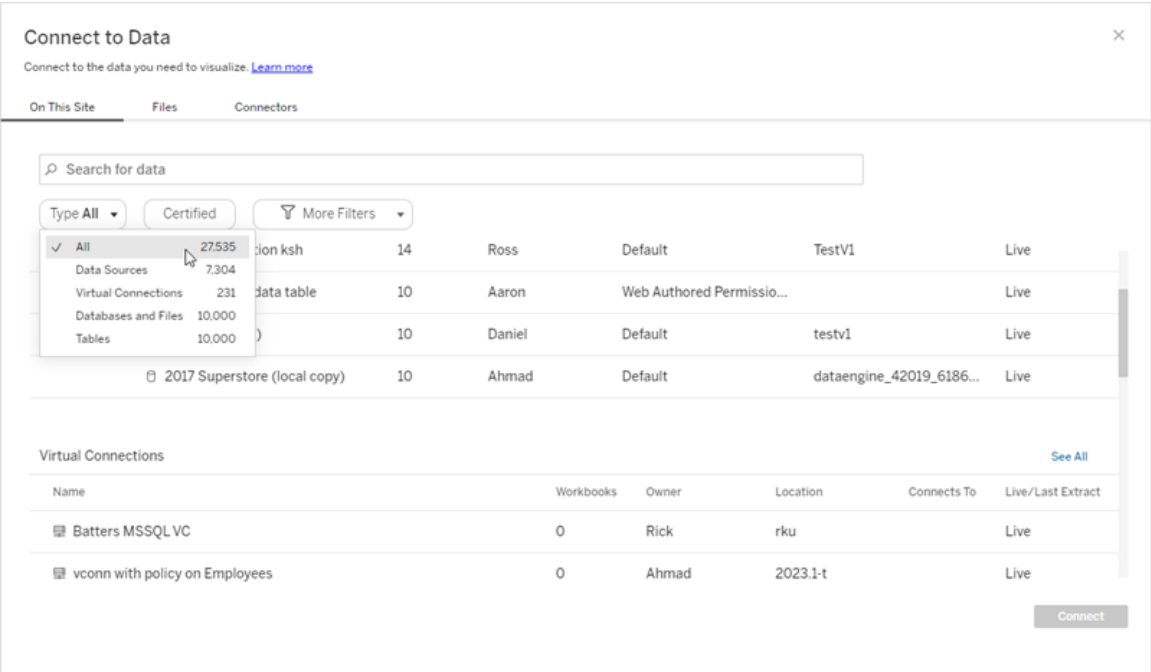 Connect to Data
Connect to the data you need to visualize. Learn more
On This Site Files Connectors
Search for data
Type All Certified More Filters
All 27,535
tion ksh 14 Ross Default TestV1 Live
Data Sources 7,304
Virtual Connections 231
data table 10 Aaron Web Authored Permissio... Live
Databases and Files 10,000
Tables 10,000
) 10 Daniel Default testv1 Live
2017 Superstore (local copy) 10 Ahmad Default dataengine_42019_6186... Live
Virtual Connections See All
Name Workbooks Owner Location Connects To Live/Last Extract
Batters MSSQL VC 0 Rick rku Live
vconn with policy on Employees 0 Ahmad 2023.1-t Live
Connect